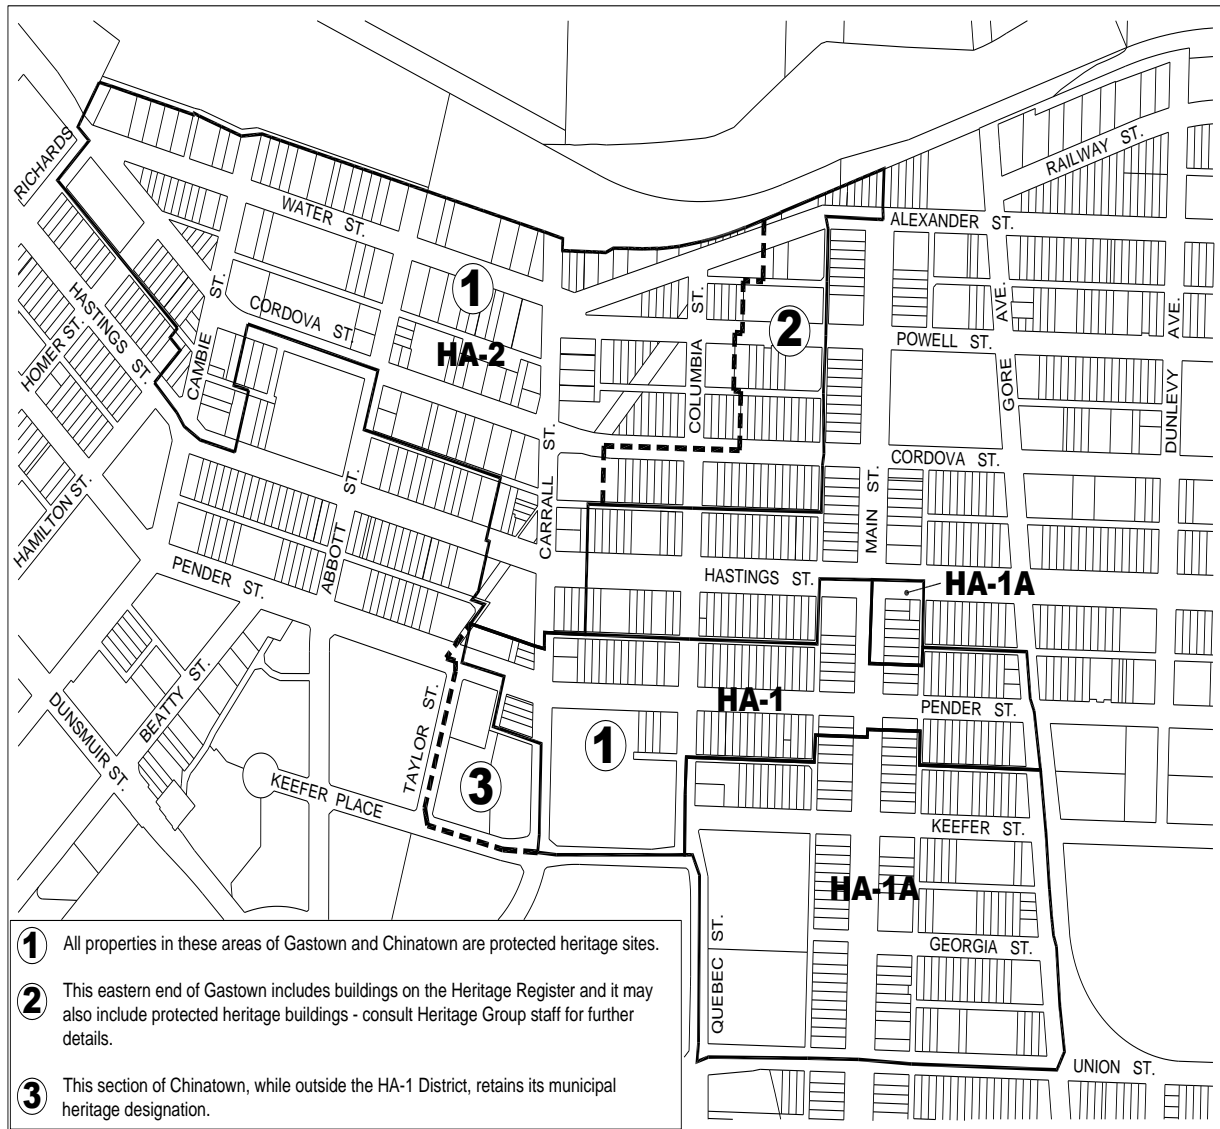 RICHARDS
WATER ST.
ALEXANDER ST.
RAILWAY ST.
HASTINGS ST.
HOMER ST.
CAMBIE ST.
CORDOVA ST
1
HA-2
COLUMBIA ST.
2
POWELL ST.
GORE AVE.
DUNLEVY AVE.
HAMILTON ST.
ABBOTT ST.
CARRALL ST.
MAIN ST.
CORDOVA ST.
PENDER ST.
HASTINGS ST.
HA-1A
DUNSMUIR ST.
BEATTY ST.
TAYLOR ST.
HA-1
PENDER ST.
1
3
KEEFER PLACE
KEEFER ST.
HA-1A
QUEBEC ST.
GEORGIA ST.
UNION ST.
1 All properties in these areas of Gastown and Chinatown are protected heritage sites.
2 This eastern end of Gastown includes buildings on the Heritage Register and it may
also include protected heritage buildings - consult Heritage Group staff for further
details.
3 This section of Chinatown, while outside the HA-1 District, retains its municipal
heritage designation.